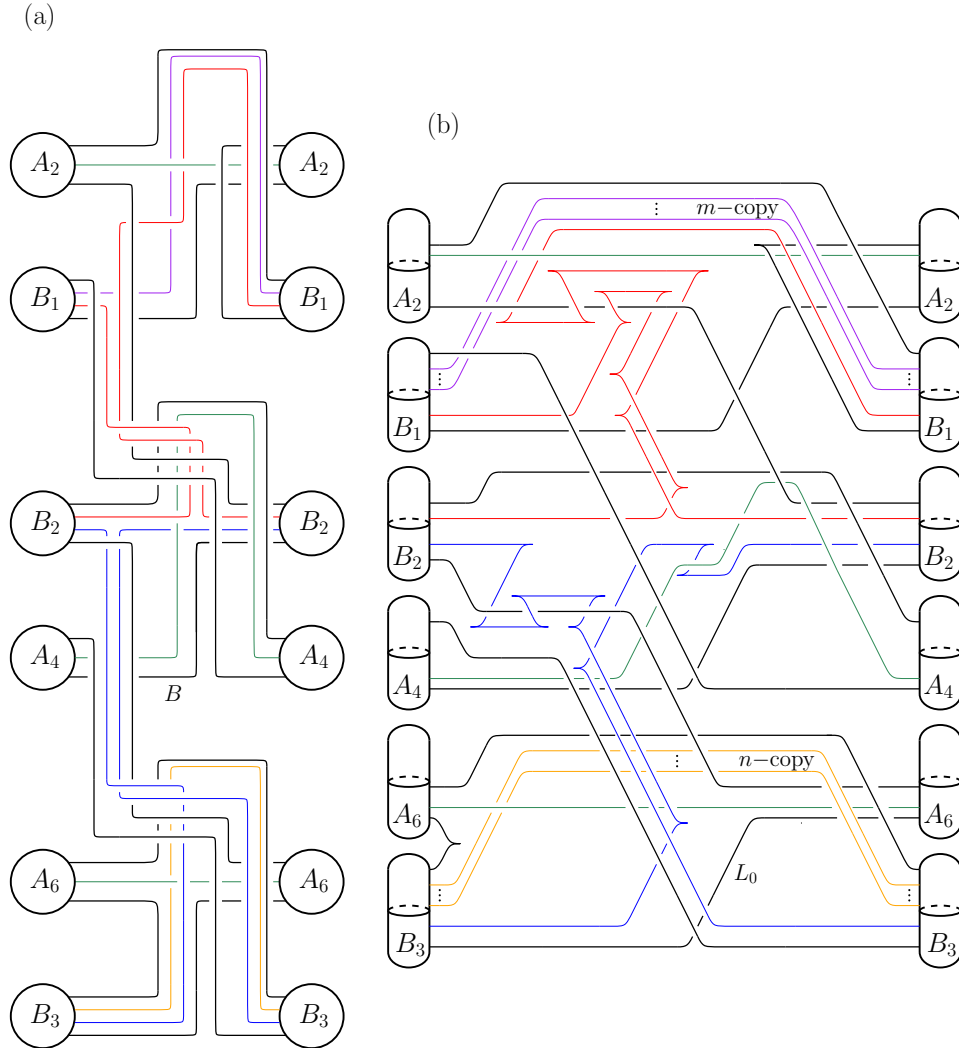 (a)
A₂ A₂
B₁ B₁
B₂ B₂
A₄ A₄
B
A₆ A₆
B₃ B₃
(b)
⋮ m−copy
A₂ A₂
⋮ ⋮
B₁ B₁
B₂ B₂
A₄ A₄
⋮ n−copy
A₆ A₆
L₀
⋮ ⋮
B₃ B₃